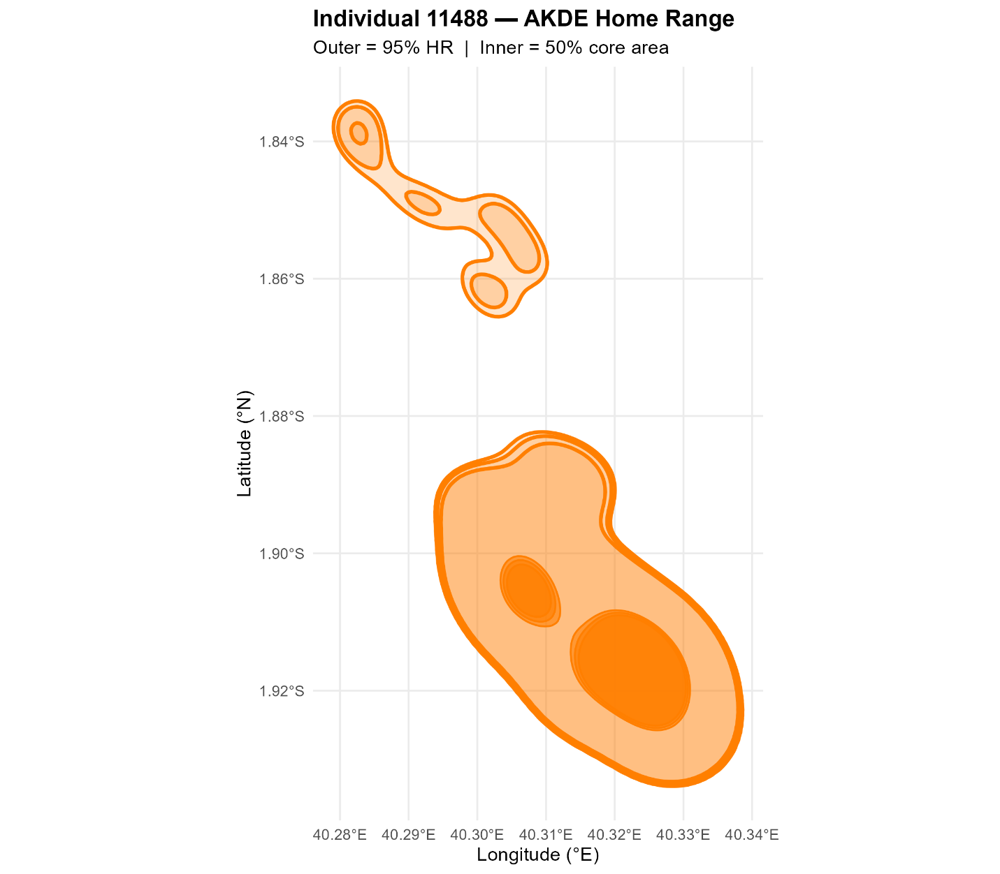 Individual 11488 — AKDE Home Range
Outer = 95% HR | Inner = 50% core area
1.84°S
1.86°S
1.88°S
1.90°S
1.92°S
Latitude (°N)
40.28°E 40.29°E 40.30°E 40.31°E 40.32°E 40.33°E 40.34°E
Longitude (°E)